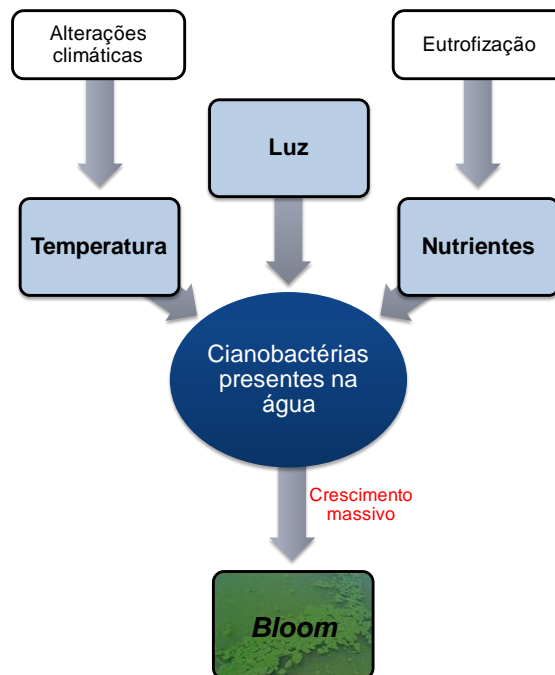 Alterações
climáticas
Eutrofização
Luz
Temperatura
Nutrientes
Cianobactérias
presentes na
água
Crescimento
massivo
Bloom